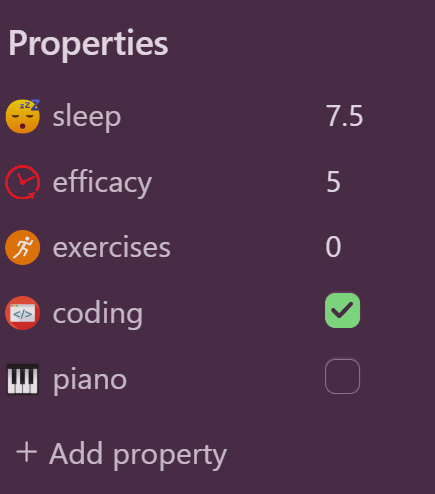 Properties
sleep 7.5
efficacy 5
exercises 0
coding
piano
+ Add property